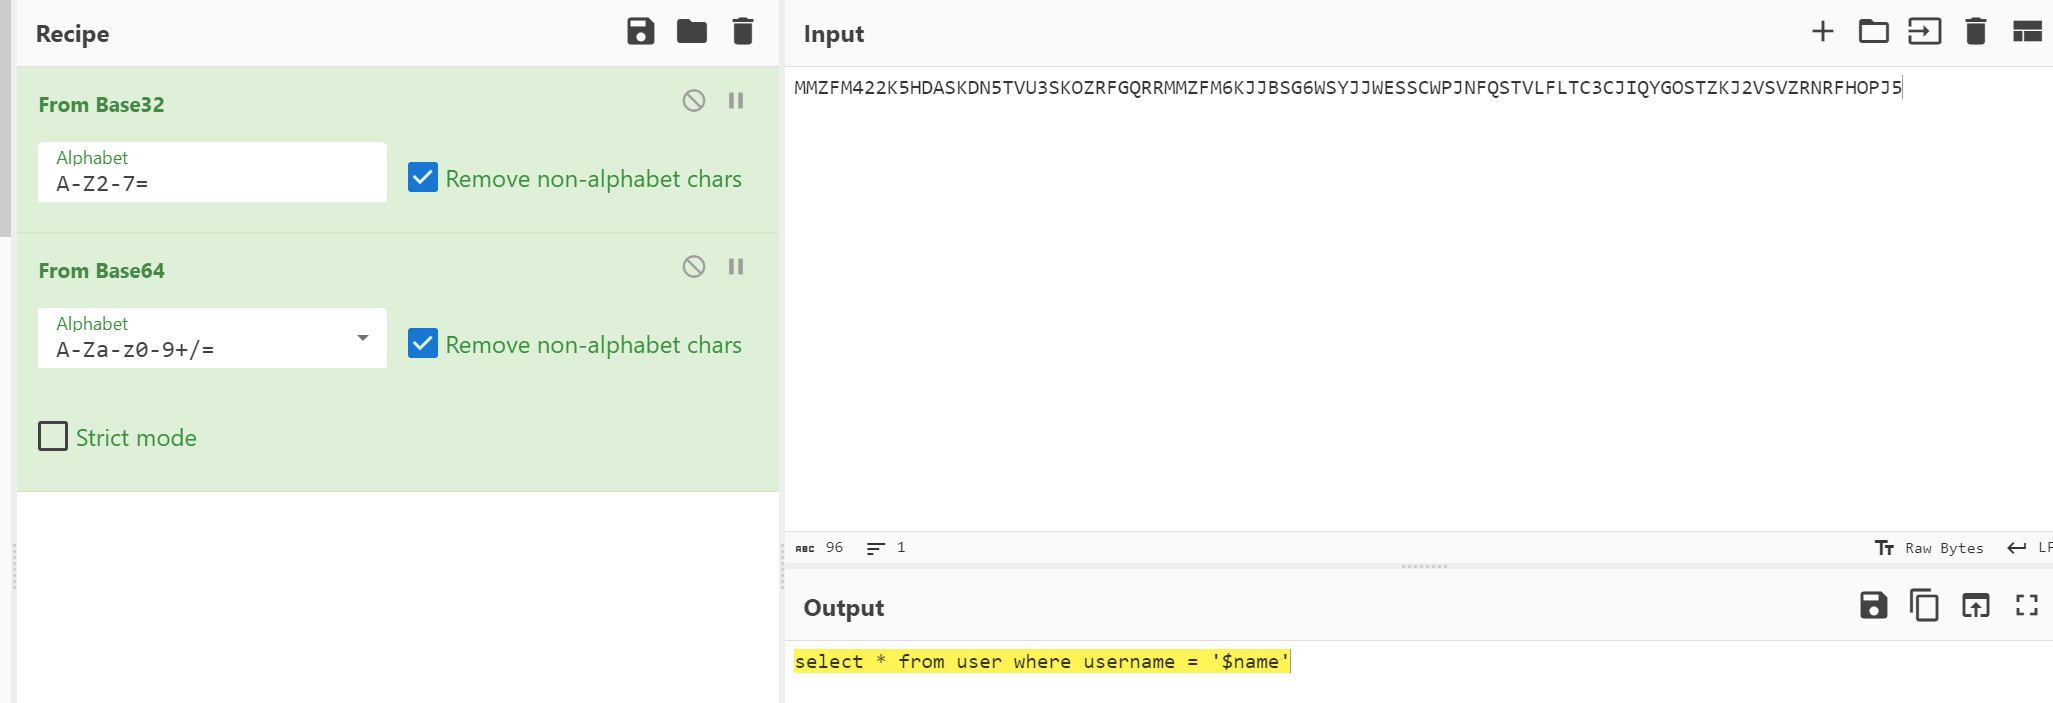 Recipe
From Base32
Alphabet
A-Z2-7=
Remove non-alphabet chars
From Base64
Alphabet
A-Za-z0-9+/=
Remove non-alphabet chars
Strict mode
Input
MMZFM422K5HDASKDN5TVU3SKOZRFGQRRMMZFM6KJJBSG6WSYJJWESSCWPJNFQSTVLFLTC3CJIQYGOSTZKJ2VSVZRNRFHOPJ5
ABC 96 1
Raw Bytes LF
Output
select * from user where username = '$name'